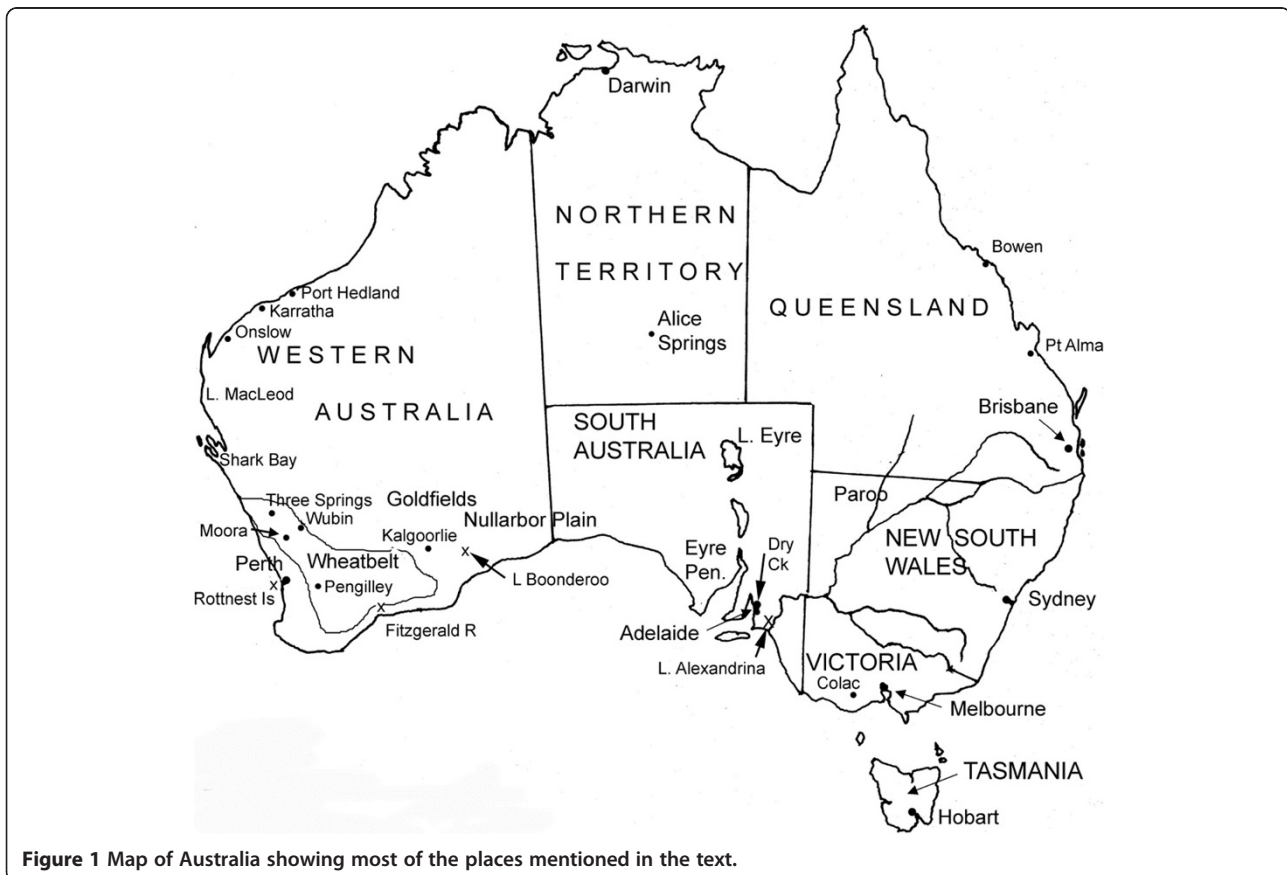 Darwin
NORTHERN
TERRITORY
Bowen
Port Hedland
Karratha
QUEENSLAND
Onslow
Alice
Springs
WESTERN
Pt Alma
L. MacLeod
AUSTRALIA
Brisbane
SOUTH
AUSTRALIA
L. Eyre
Shark Bay
Paroo
Three Springs
Goldfields
Wubin
Nullarbor Plain
Moora
Kalgoorlie
NEW SOUTH
WALES
Eyre
Pen.
Dry
Ck
Perth
Wheatbelt
L Boonderoo
x
Pengilley
x
Rottnest Is
x
Sydney
Fitzgerald R
Adelaide
X
L. Alexandrina
VICTORIA
Colac
Melbourne
TASMANIA
Hobart
Figure 1 Map of Australia showing most of the places mentioned in the text.